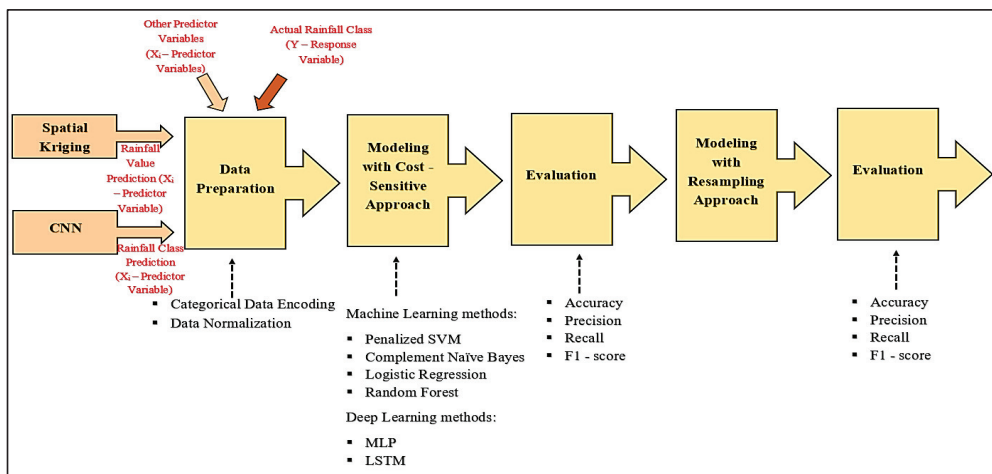 Other Predictor
Variables
(Xi – Predictor
Variables)
Actual Rainfall Class
(Y – Response
Variable)
Spatial
Kriging
Rainfall
Value
Prediction (Xi
– Predictor
Variable)
CNN
Rainfall Class
Prediction
(Xi – Predictor
Variable)
Data
Preparation
Modeling
with Cost -
Sensitive
Approach
Evaluation
Modeling
with
Resampling
Approach
Evaluation
▪ Categorical Data Encoding
▪ Data Normalization
Machine Learning methods:
▪ Penalized SVM
▪ Complement Naïve Bayes
▪ Logistic Regression
▪ Random Forest
Deep Learning methods:
▪ MLP
▪ LSTM
▪ Accuracy
▪ Precision
▪ Recall
▪ F1 - score
▪ Accuracy
▪ Precision
▪ Recall
▪ F1 - score